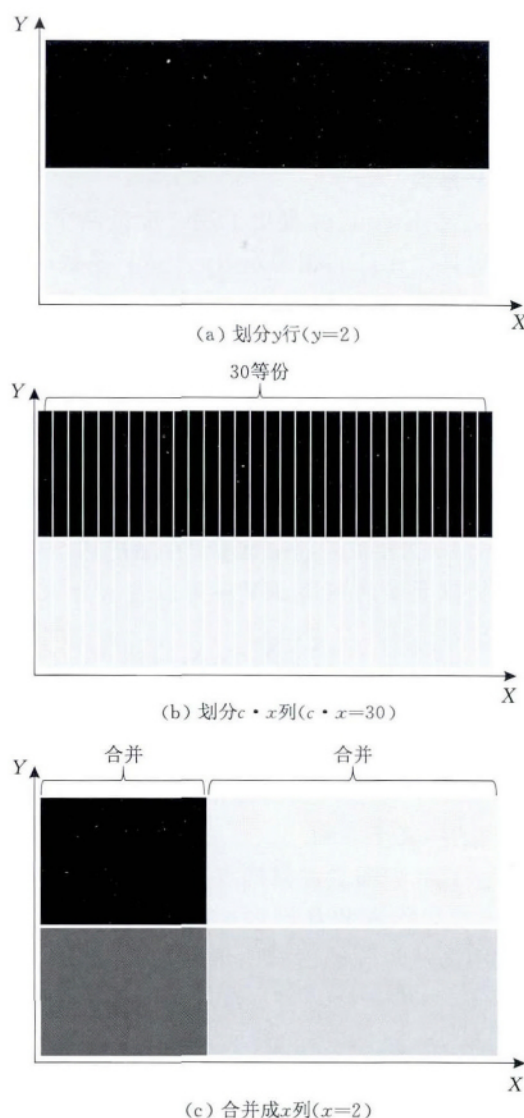 Y
X
(a) 划分y行(y=2)
30等份
Y
X
(b) 划分c·x列(c·x=30)
合并 合并
Y
X
(c) 合并成x列(x=2)